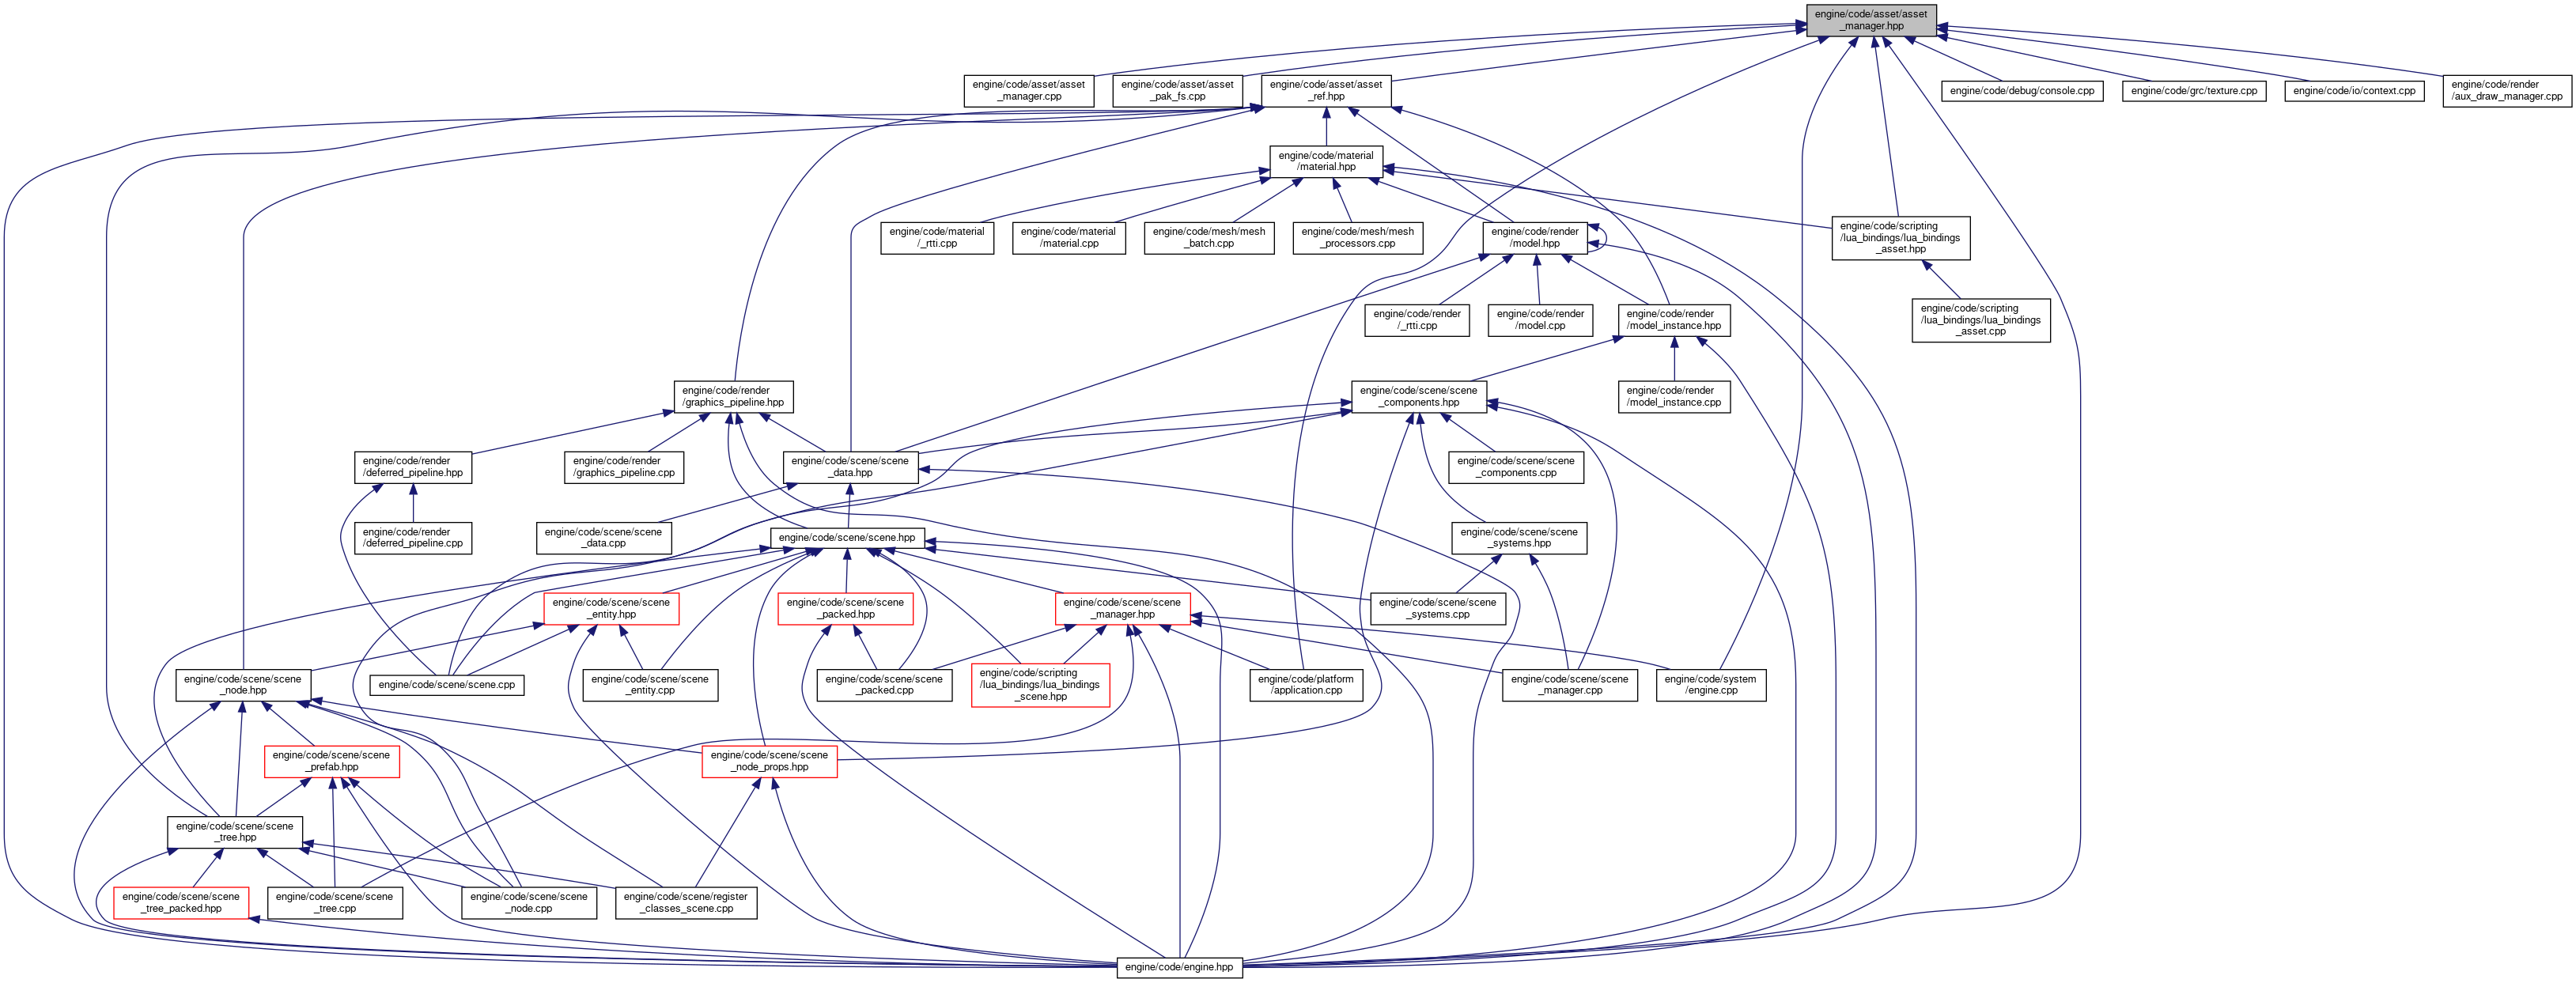 engine/code/asset/asset
_manager.hpp
engine/code/asset/asset
_manager.cpp
engine/code/asset/asset
_pak_fs.cpp
engine/code/asset/asset
_ref.hpp
engine/code/debug/console.cpp
engine/code/grc/texture.cpp
engine/code/io/context.cpp
engine/code/render
/aux_draw_manager.cpp
engine/code/material
/material.hpp
engine/code/material
/_rtti.cpp
engine/code/material
/material.cpp
engine/code/mesh/mesh
_batch.cpp
engine/code/mesh/mesh
_processors.cpp
engine/code/render
/model.hpp
engine/code/scripting
/lua_bindings/lua_bindings
_asset.hpp
engine/code/render
/_rtti.cpp
engine/code/render
/model.cpp
engine/code/render
/model_instance.hpp
engine/code/scripting
/lua_bindings/lua_bindings
_asset.cpp
engine/code/render
/graphics_pipeline.hpp
engine/code/scene/scene
_components.hpp
engine/code/render
/model_instance.cpp
engine/code/render
/deferred_pipeline.hpp
engine/code/render
/graphics_pipeline.cpp
engine/code/scene/scene
_data.hpp
engine/code/scene/scene
_components.cpp
engine/code/render
/deferred_pipeline.cpp
engine/code/scene/scene
_data.cpp
engine/code/scene/scene.hpp
engine/code/scene/scene
_systems.hpp
engine/code/scene/scene
_entity.hpp
engine/code/scene/scene
_packed.hpp
engine/code/scene/scene
_manager.hpp
engine/code/scene/scene
_systems.cpp
engine/code/scene/scene
_node.hpp
engine/code/scene/scene.cpp
engine/code/scene/scene
_entity.cpp
engine/code/scene/scene
_packed.cpp
engine/code/scripting
/lua_bindings/lua_bindings
_scene.hpp
engine/code/platform
/application.cpp
engine/code/scene/scene
_manager.cpp
engine/code/system
/engine.cpp
engine/code/scene/scene
_prefab.hpp
engine/code/scene/scene
_node_props.hpp
engine/code/scene/scene
_tree.hpp
engine/code/scene/scene
_tree_packed.hpp
engine/code/scene/scene
_tree.cpp
engine/code/scene/scene
_node.cpp
engine/code/scene/register
_classes_scene.cpp
engine/code/engine.hpp